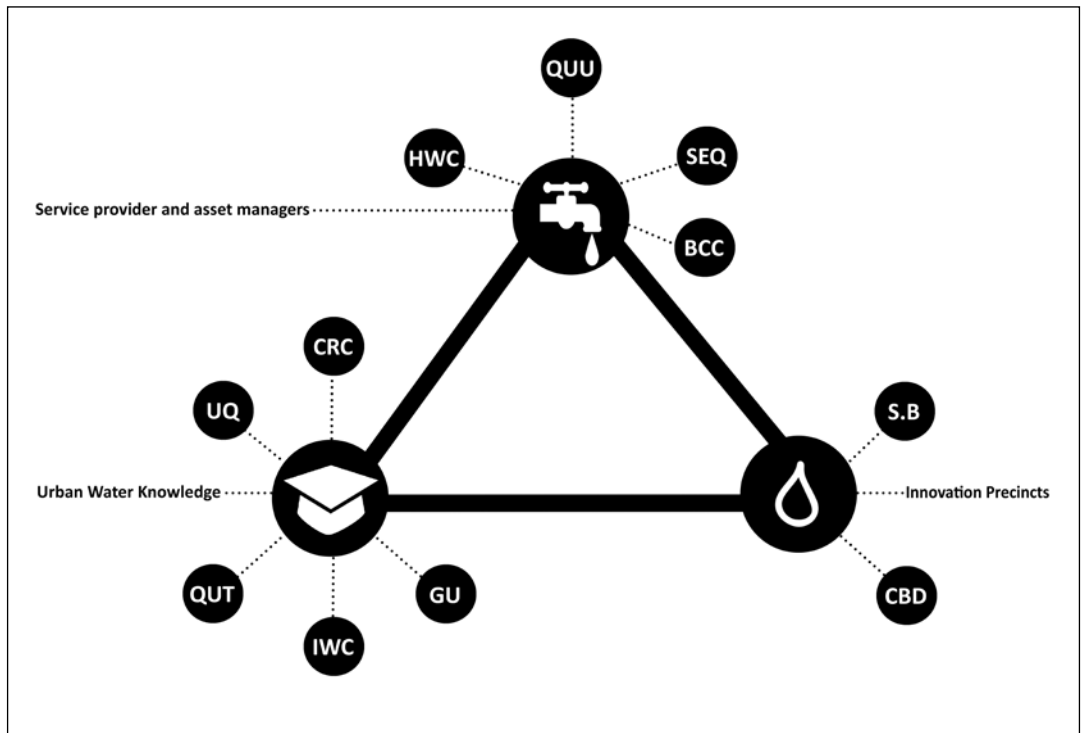 QUU
HWC
SEQ
Service provider and asset managers
BCC
CRC
UQ
S.B
Urban Water Knowledge
Innovation Precincts
QUT
GU
CBD
IWC